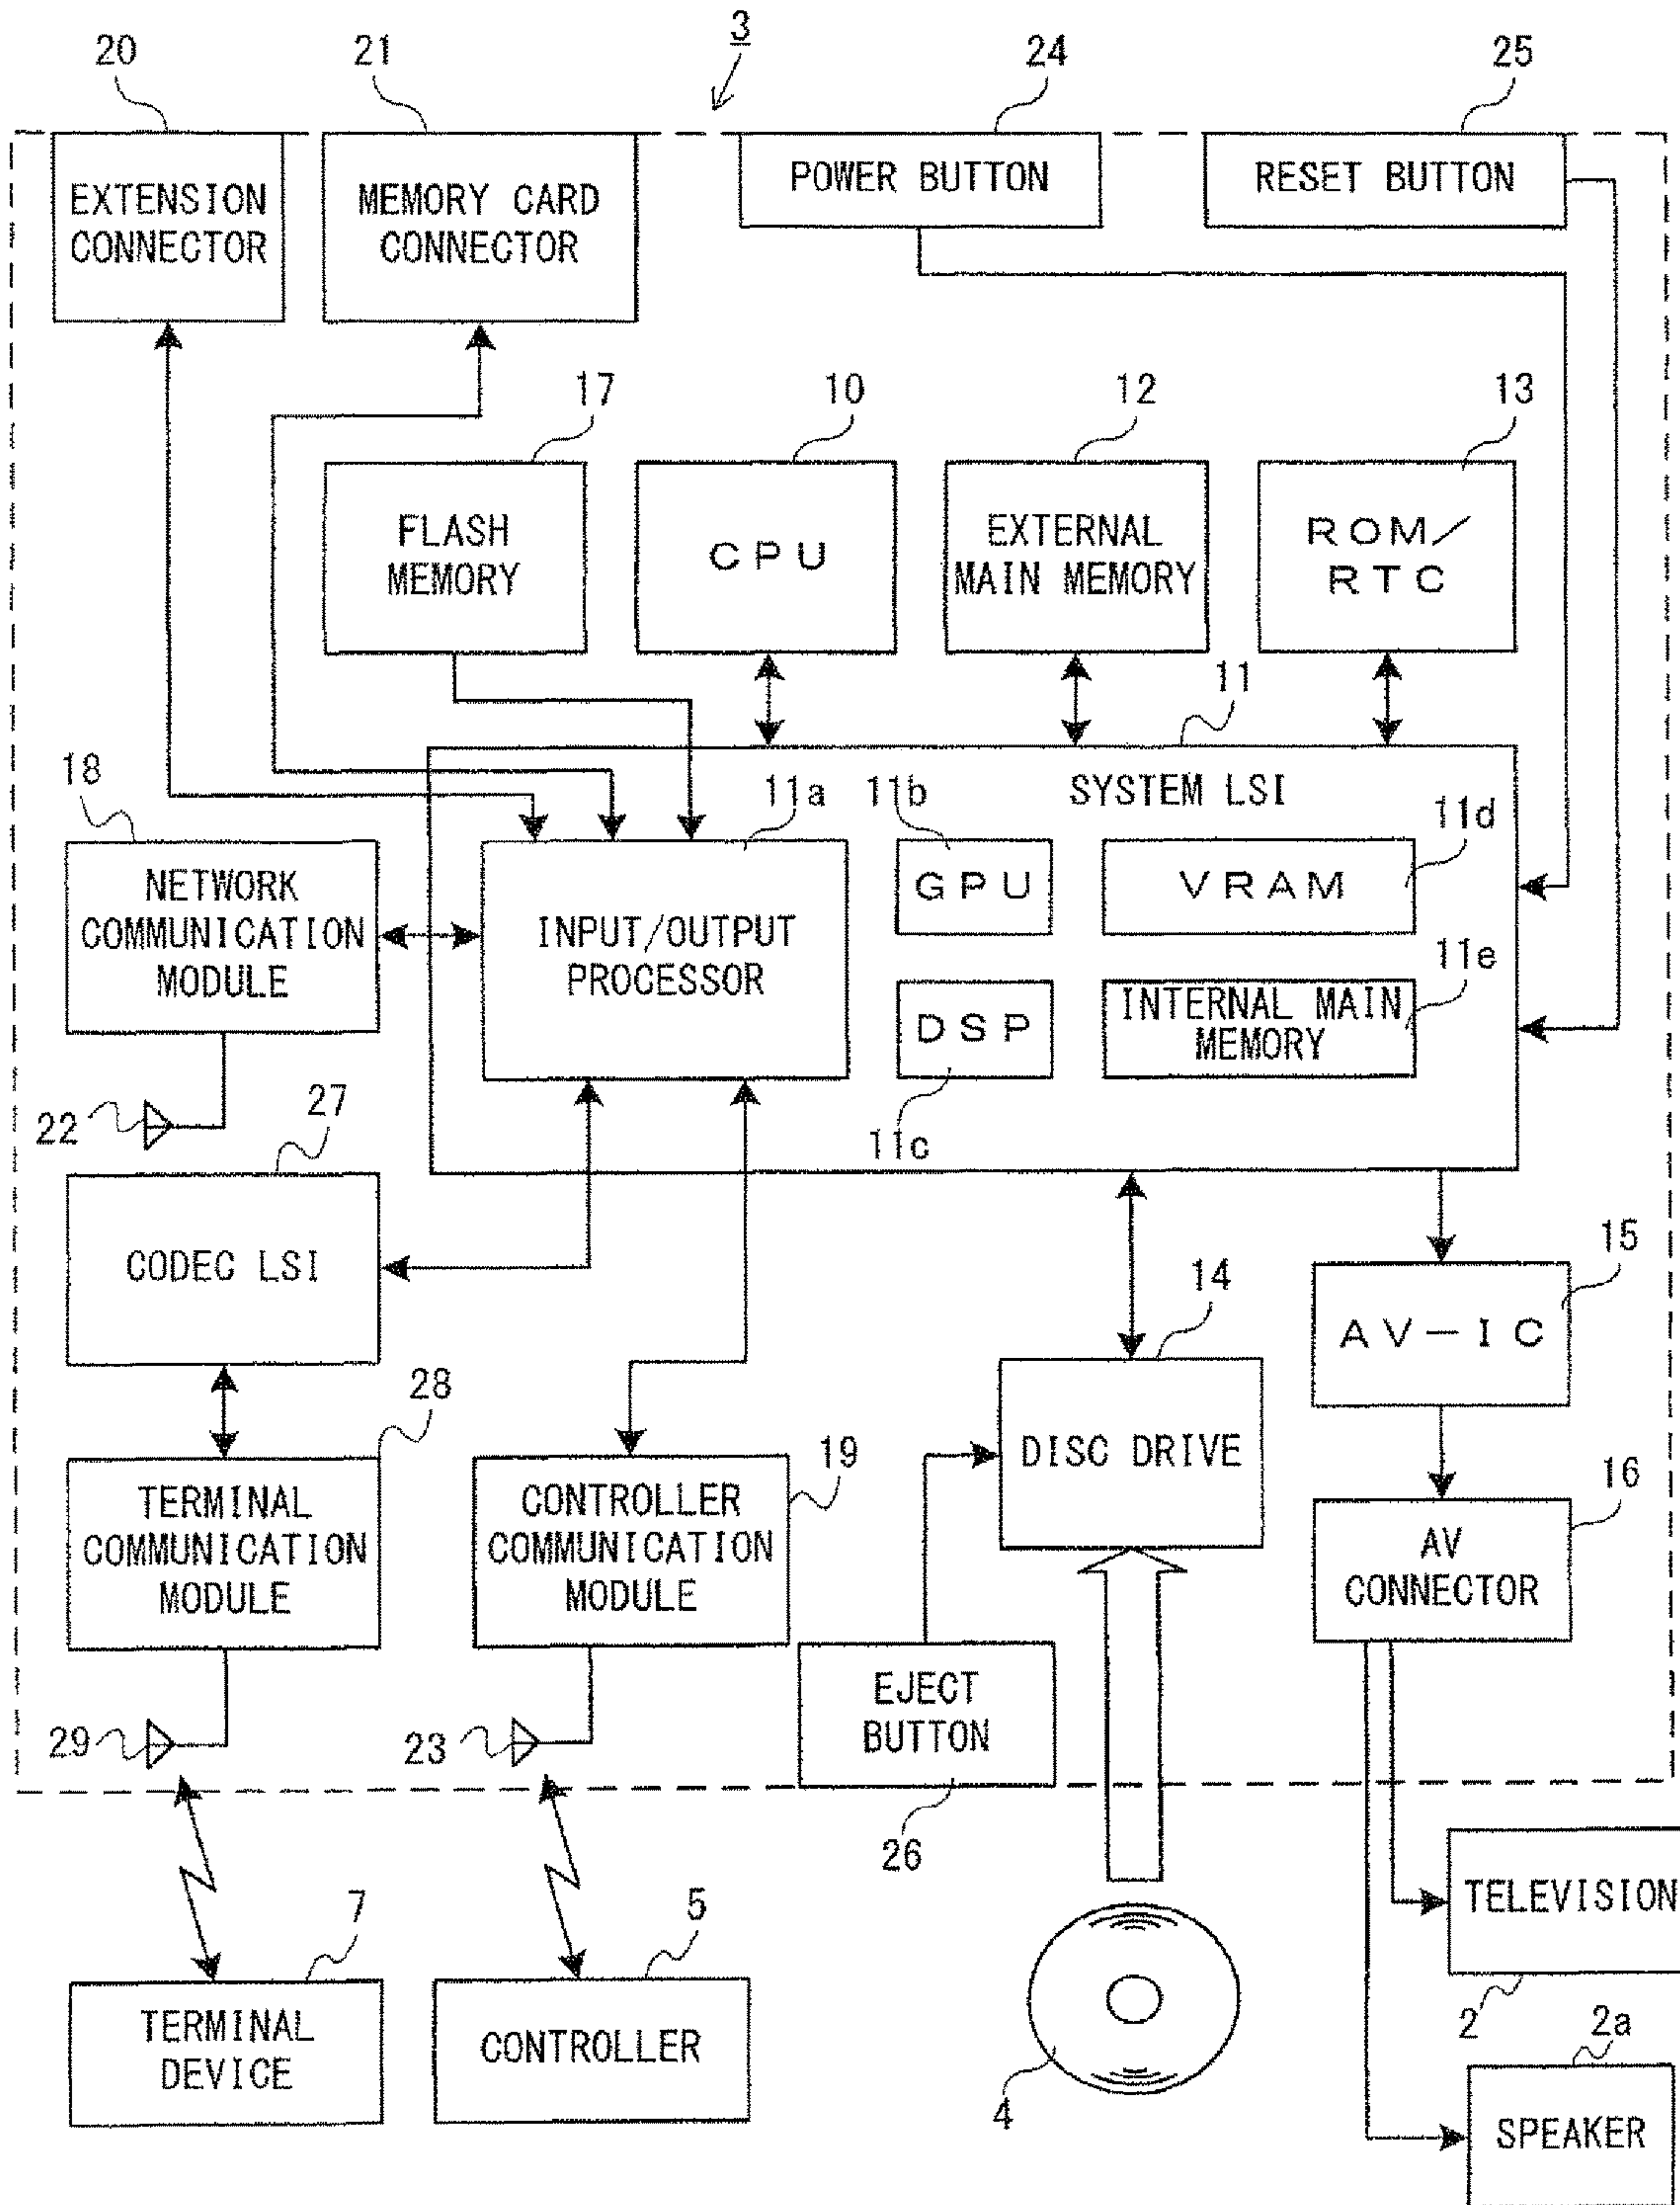 3
20
21
24
25
EXTENSION
CONNECTOR
MEMORY CARD
CONNECTOR
POWER BUTTON
RESET BUTTON
17
10
12
13
FLASH
MEMORY
CPU
EXTERNAL
MAIN MEMORY
ROM/
RTC
11
SYSTEM LSI
18
11a
11b
11d
NETWORK
COMMUNICATION
MODULE
INPUT/OUTPUT
PROCESSOR
GPU
VRAM
11e
DSP
INTERNAL MAIN
MEMORY
22
27
11c
CODEC LSI
14
15
AV-IC
28
19
DISC DRIVE
16
TERMINAL
COMMUNICATION
MODULE
CONTROLLER
COMMUNICATION
MODULE
AV
CONNECTOR
EJECT
BUTTON
29
23
26
7
5
TELEVISION
2
TERMINAL
DEVICE
CONTROLLER
4
2a
SPEAKER